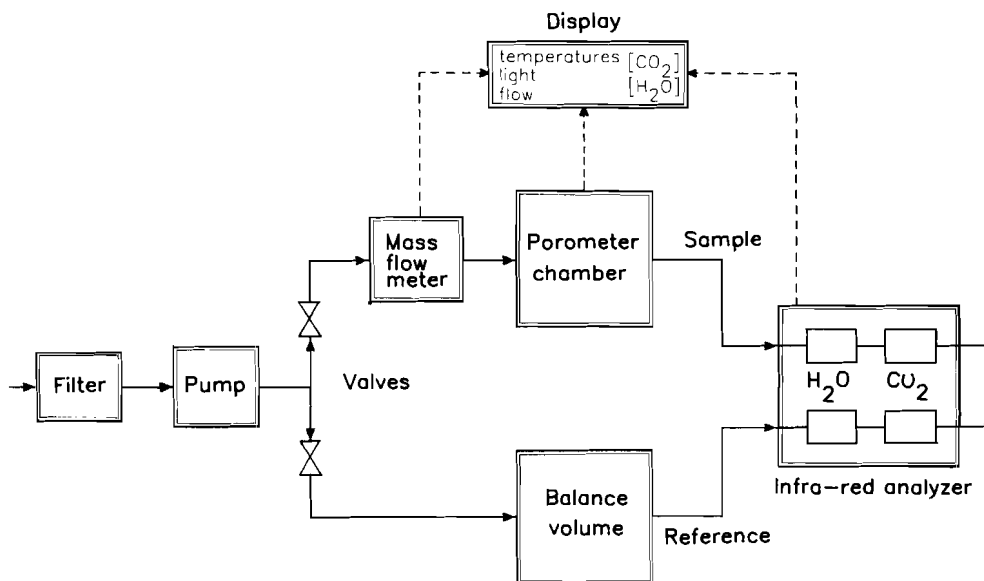 Display
temperatures [CO2]
light [H2O]
flow
Mass
flow
meter
Porometer
chamber
Sample
Filter
Pump
Valves
H2O CO2
Balance
volume
Reference
Infra-red analyzer